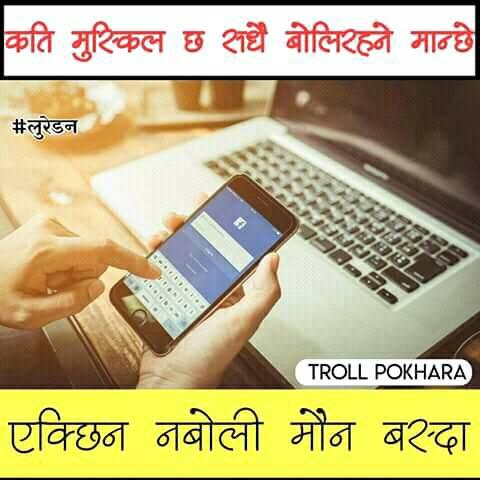 कति मुस्किल छ सधै बोलिरहने मान्छे
#लुरेडन
TROLL POKHARA
एकछिन नबोली मौन बस्दा